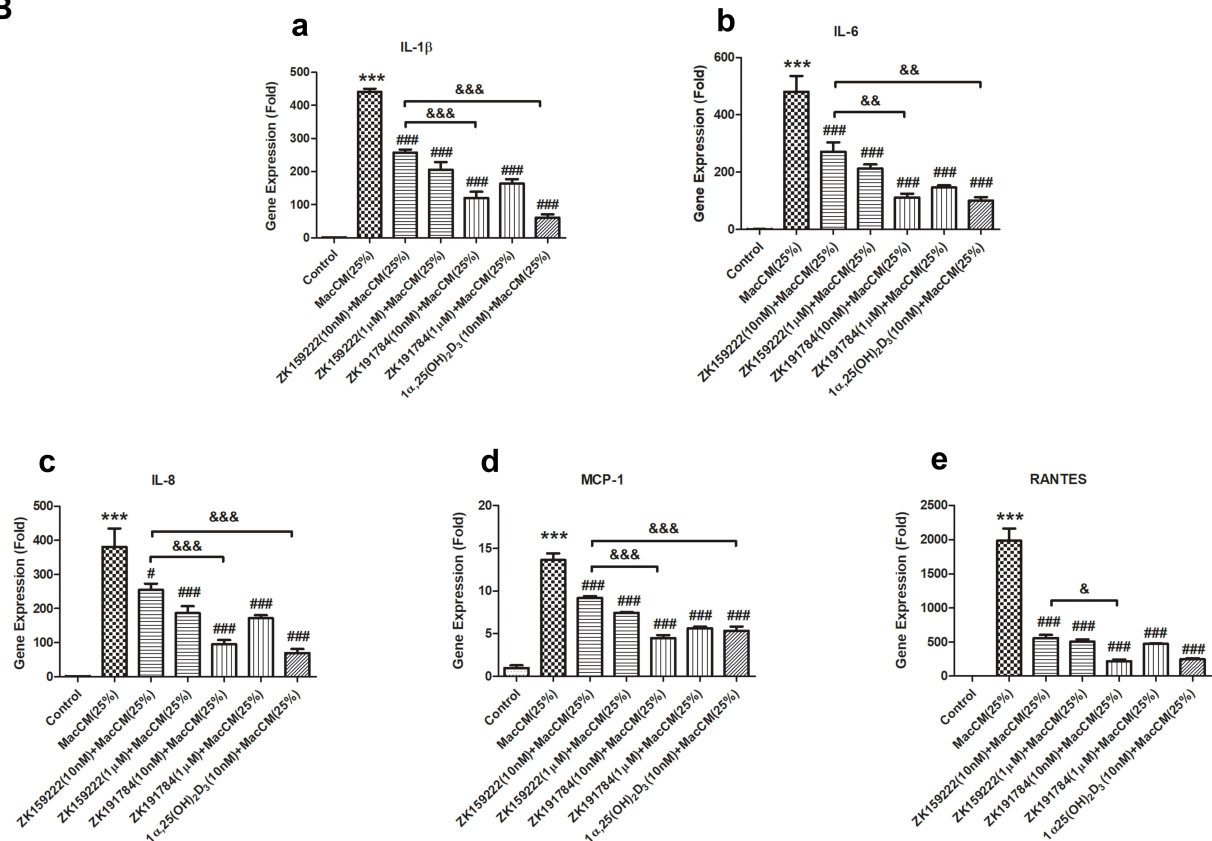 B
a
IL-1β
Gene Expression (Fold)
500
400
300
200
100
0
***
###
###
###
###
###
&&&
&&&
Control
MacCM(25%)
ZK159222(10nM)+MacCM(25%)
ZK159222(1μM)+MacCM(25%)
ZK191784(10nM)+MacCM(25%)
ZK191784(1μM)+MacCM(25%)
1α,25(OH)2D3(10nM)+MacCM(25%)
b
IL-6
Gene Expression (Fold)
600
400
200
0
***
###
###
###
###
###
&&
&&
Control
MacCM(25%)
ZK159222(10nM)+MacCM(25%)
ZK159222(1μM)+MacCM(25%)
ZK191784(10nM)+MacCM(25%)
ZK191784(1μM)+MacCM(25%)
1α,25(OH)2D3(10nM)+MacCM(25%)
c
IL-8
Gene Expression (Fold)
500
400
300
200
100
0
***
#
###
###
###
###
&&&
&&&
Control
MacCM(25%)
ZK159222(10nM)+MacCM(25%)
ZK159222(1μM)+MacCM(25%)
ZK191784(10nM)+MacCM(25%)
ZK191784(1μM)+MacCM(25%)
1α,25(OH)2D3(10nM)+MacCM(25%)
d
MCP-1
Gene Expression (Fold)
20
15
10
5
0
***
###
###
###
###
###
&&&
&&&
Control
MacCM(25%)
ZK159222(10nM)+MacCM(25%)
ZK159222(1μM)+MacCM(25%)
ZK191784(10nM)+MacCM(25%)
ZK191784(1μM)+MacCM(25%)
1α,25(OH)2D3(10nM)+MacCM(25%)
e
RANTES
Gene Expression (Fold)
2500
2000
1500
1000
500
0
***
###
###
###
###
###
&
Control
MacCM(25%)
ZK159222(10nM)+MacCM(25%)
ZK159222(1μM)+MacCM(25%)
ZK191784(10nM)+MacCM(25%)
ZK191784(1μM)+MacCM(25%)
1α25(OH)2D3(10nM)+MacCM(25%)